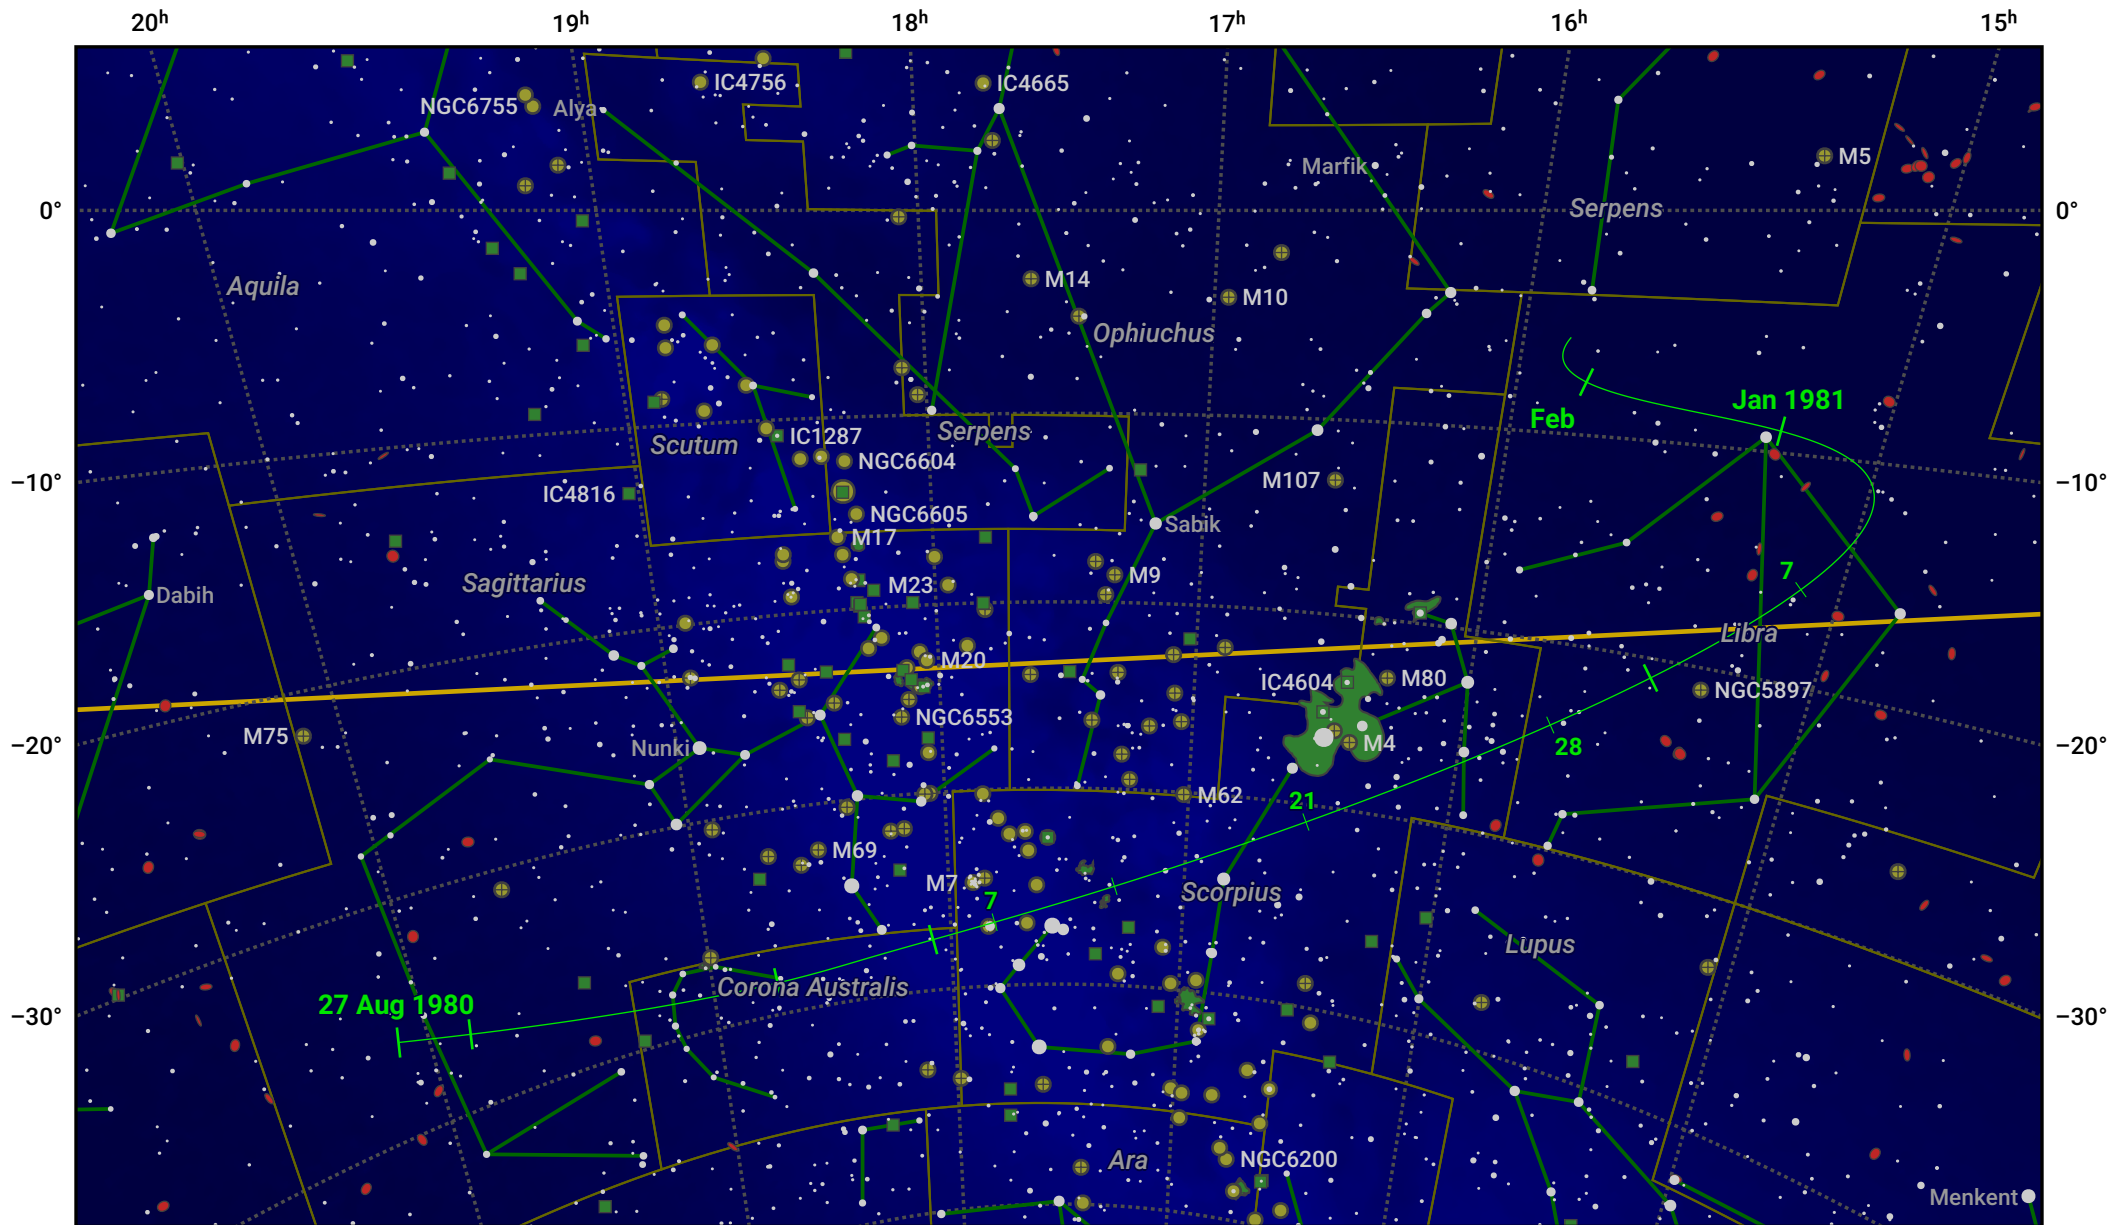 20h 19h 18h 17h 16h 15h
IC4756 IC4665
NGC6755 Alya
Marfik M5
0° Serpens 0°
Aquila M14 M10
Ophiuchus
Jan 1981
Feb
Scutum IC1287 Serpens
NGC6604
−10° IC4816 M107 −10°
NGC6605 Sabik
M17
Sagittarius M23 M9 7
Dabih
Libra
M20
IC4604 M80 NGC5897
NGC6553
M75 Nunki M4 28
−20° −20°
M62 21
M69
M7 7 Scorpius
Lupus
Corona Australis
27 Aug 1980
−30° −30°
Ara NGC6200
Menkent